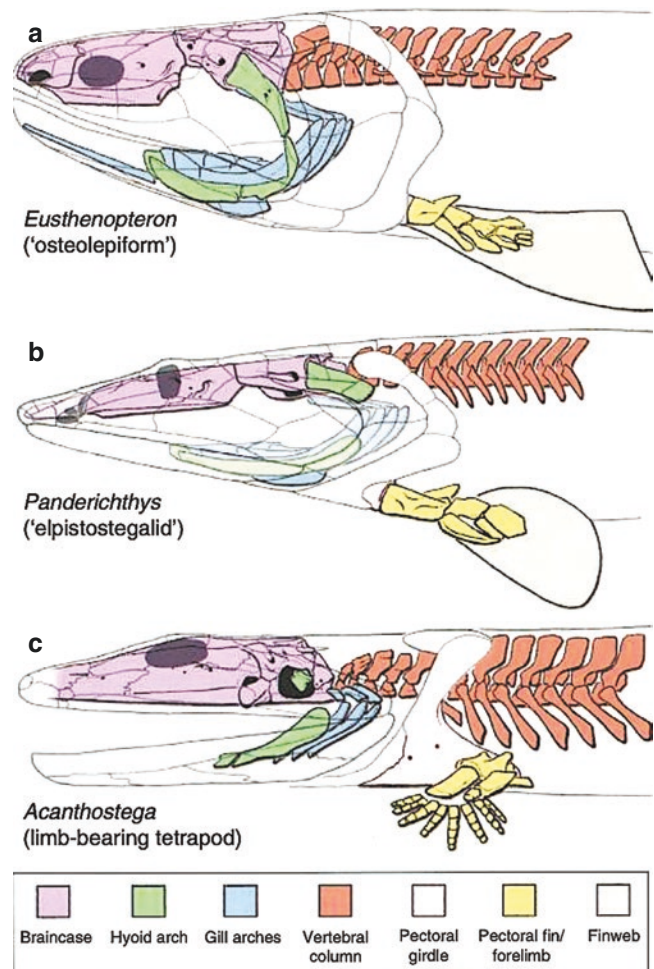 a
Eusthenopteron
('osteolepiform')
b
Panderichthys
('elpistostegalid')
c
Acanthostega
(limb-bearing tetrapod)
Braincase
Hyoid arch
Gill arches
Vertebral
column
Pectoral
girdle
Pectoral fin/
forelimb
Finweb